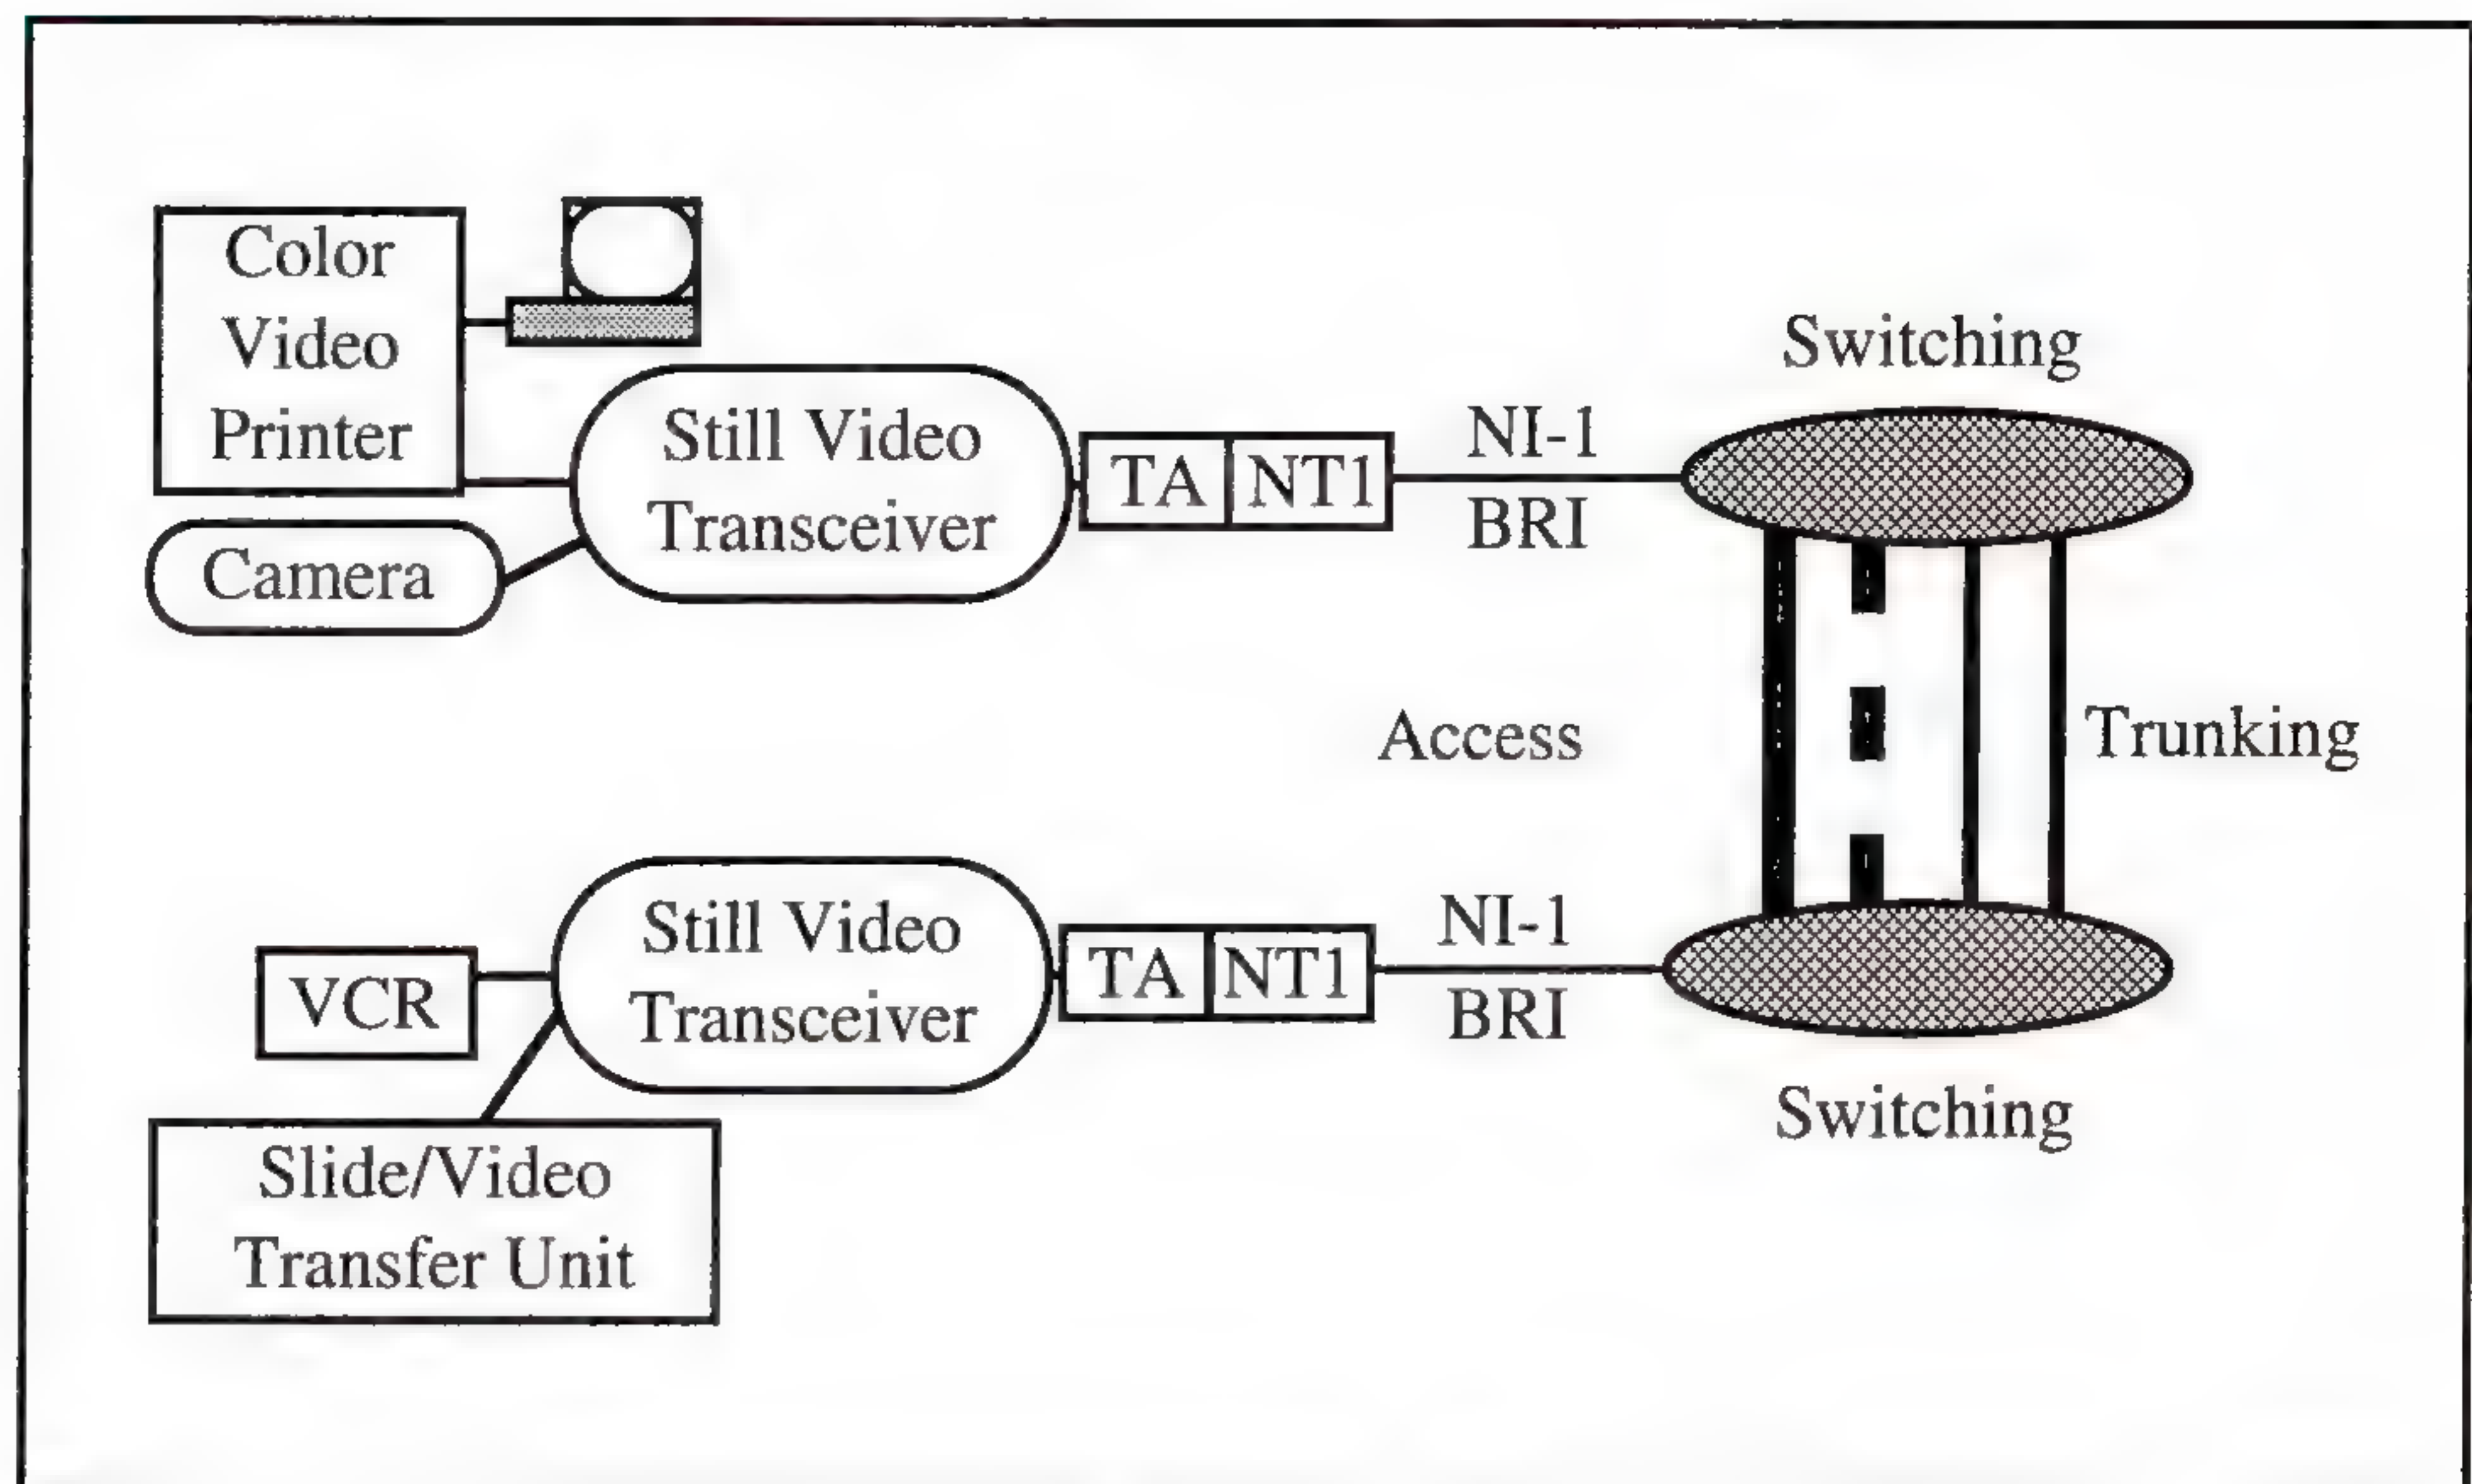 Color
Video
Printer
Camera
Still Video
Transceiver
TA NT1
NI-1
BRI
Switching
Access
Trunking
VCR
Still Video
Transceiver
TA NT1
NI-1
BRI
Switching
Slide/Video
Transfer Unit